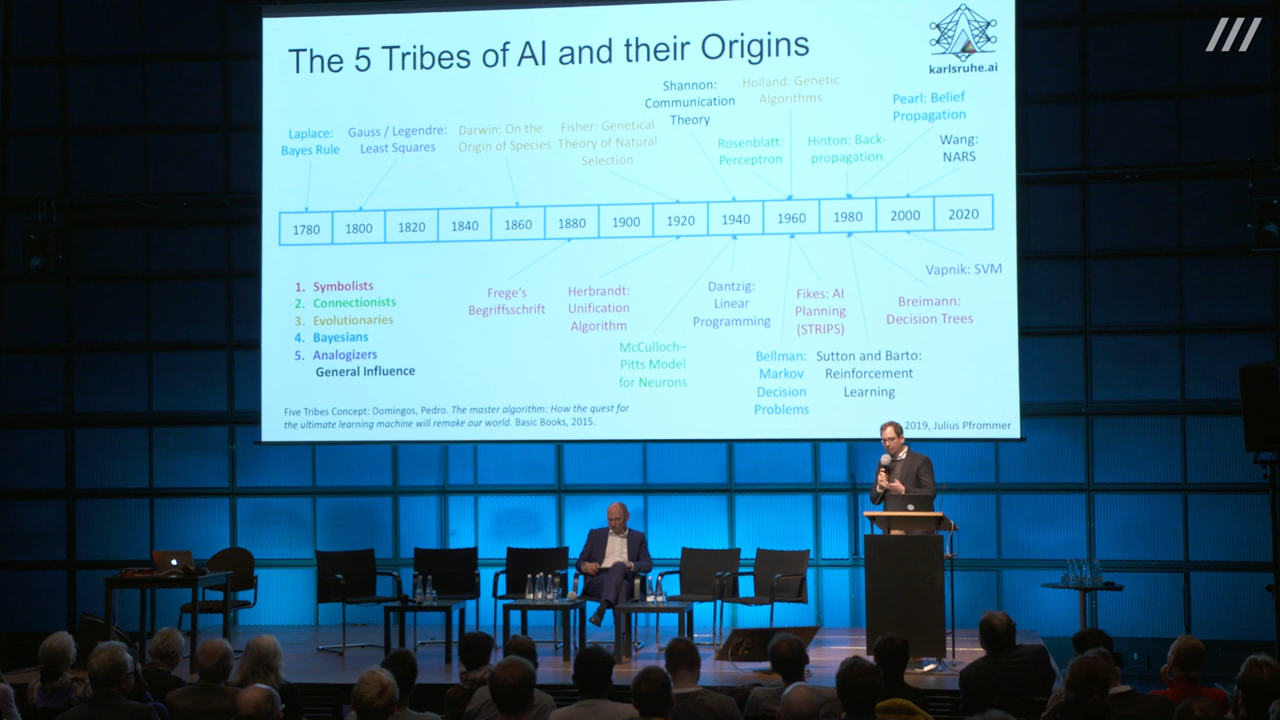 The 5 Tribes of AI and their Origins
karlsruhe.ai
Laplace:
Bayes Rule
Gauss / Legendre:
Least Squares
Darwin: On the
Origin of Species
Fisher: Genetical
Theory of Natural
Selection
Shannon:
Communication
Theory
Holland: Genetic
Algorithms
Rosenblatt:
Perceptron
Hinton: Back-
propagation
Pearl: Belief
Propagation
Wang:
NARS
1780 1800 1820 1840 1860 1880 1900 1920 1940 1960 1980 2000 2020
1. Symbolists
2. Connectionists
3. Evolutionaries
4. Bayesians
5. Analogizers
General Influence
Frege's
Begriffsschrift
Herbrandt:
Unification
Algorithm
McCulloch–
Pitts Model
for Neurons
Dantzig:
Linear
Programming
Bellman:
Markov
Decision
Problems
Fikes: AI
Planning
(STRIPS)
Sutton and Barto:
Reinforcement
Learning
Breimann:
Decision Trees
Vapnik: SVM
Five Tribes Concept: Domingos, Pedro. The master algorithm: How the quest for
the ultimate learning machine will remake our world. Basic Books, 2015.
2019, Julius Pfrommer